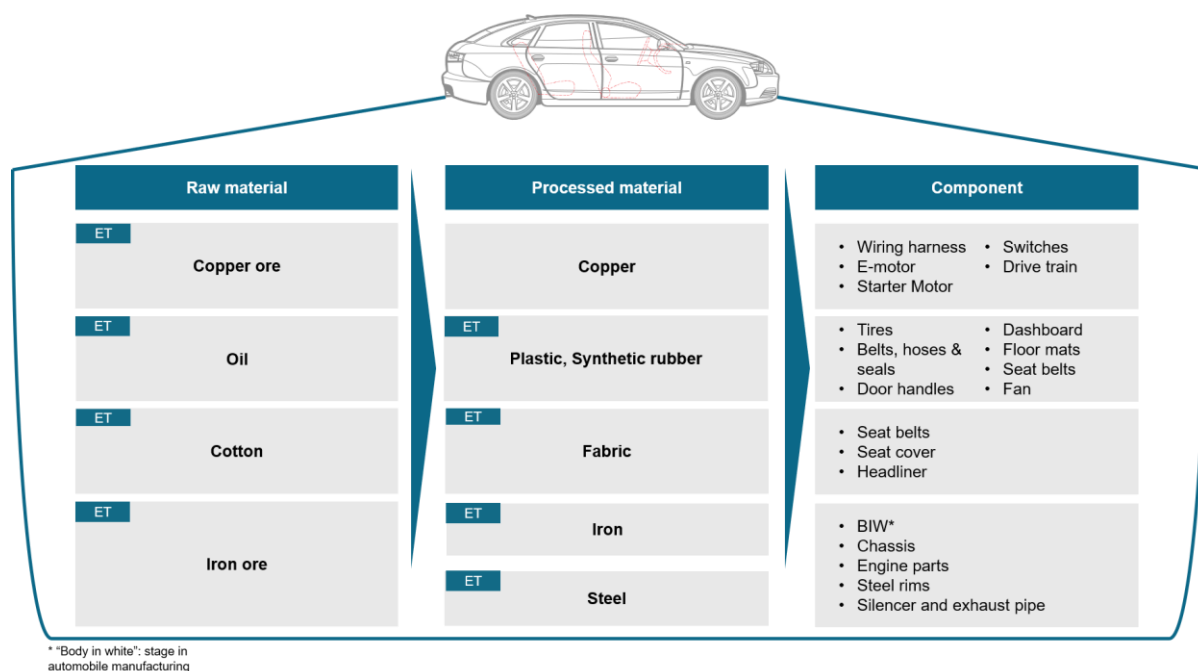 Raw material
Processed material
Component
ET
Copper ore
Copper
• Wiring harness
• E-motor
• Starter Motor
• Switches
• Drive train
ET
Oil
ET
Plastic, Synthetic rubber
• Tires
• Belts, hoses &
seals
• Door handles
• Dashboard
• Floor mats
• Seat belts
• Fan
ET
Cotton
ET
Fabric
• Seat belts
• Seat cover
• Headliner
ET
Iron ore
ET
Iron
ET
Steel
• BIW*
• Chassis
• Engine parts
• Steel rims
• Silencer and exhaust pipe
* "Body in white": stage in
automobile manufacturing